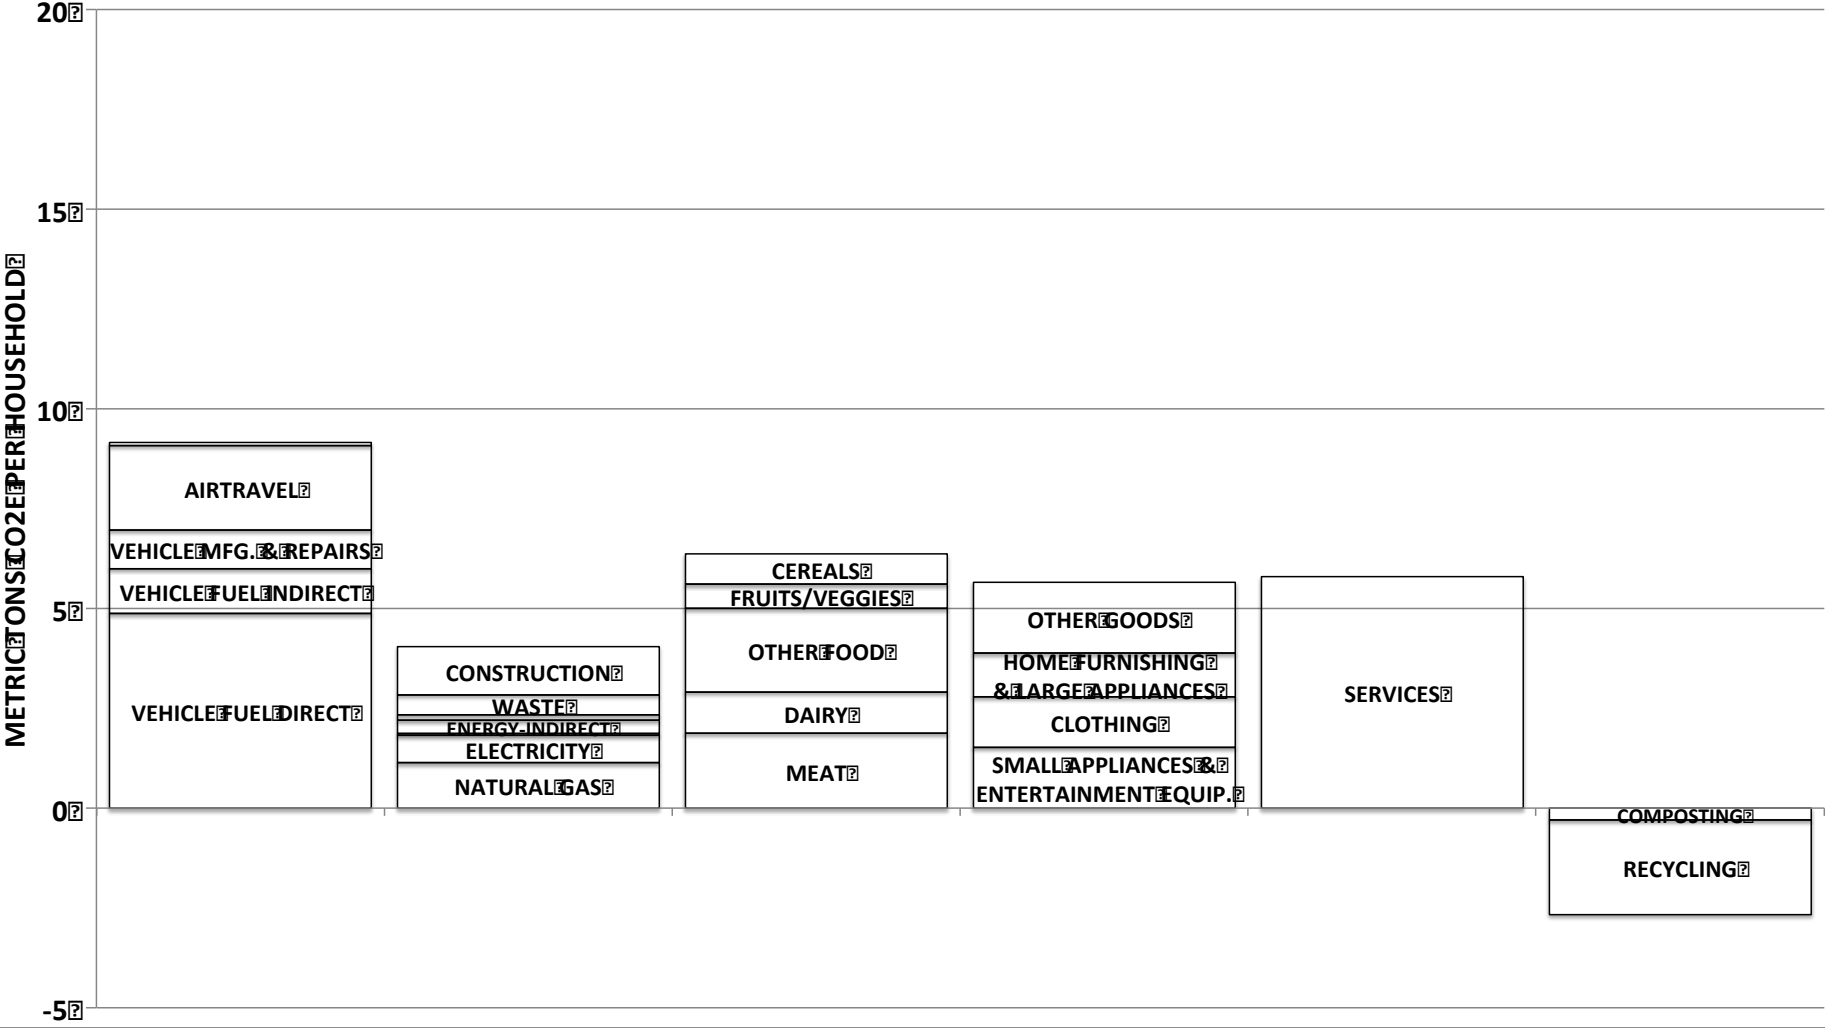 20
15
10
5
0
-5
METRIC TONS CO2E PER HOUSEHOLD
AIRTRAVEL
VEHICLE MFG. & REPAIRS
VEHICLE FUEL INDIRECT
VEHICLE FUEL DIRECT
CONSTRUCTION
WASTE
ENERGY-INDIRECT
ELECTRICITY
NATURAL GAS
CEREALS
FRUITS/VEGGIES
OTHER FOOD
DAIRY
MEAT
OTHER GOODS
HOME FURNISHING
& LARGE APPLIANCES
CLOTHING
SMALL APPLIANCES &
ENTERTAINMENT EQUIP.
SERVICES
COMPOSTING
RECYCLING